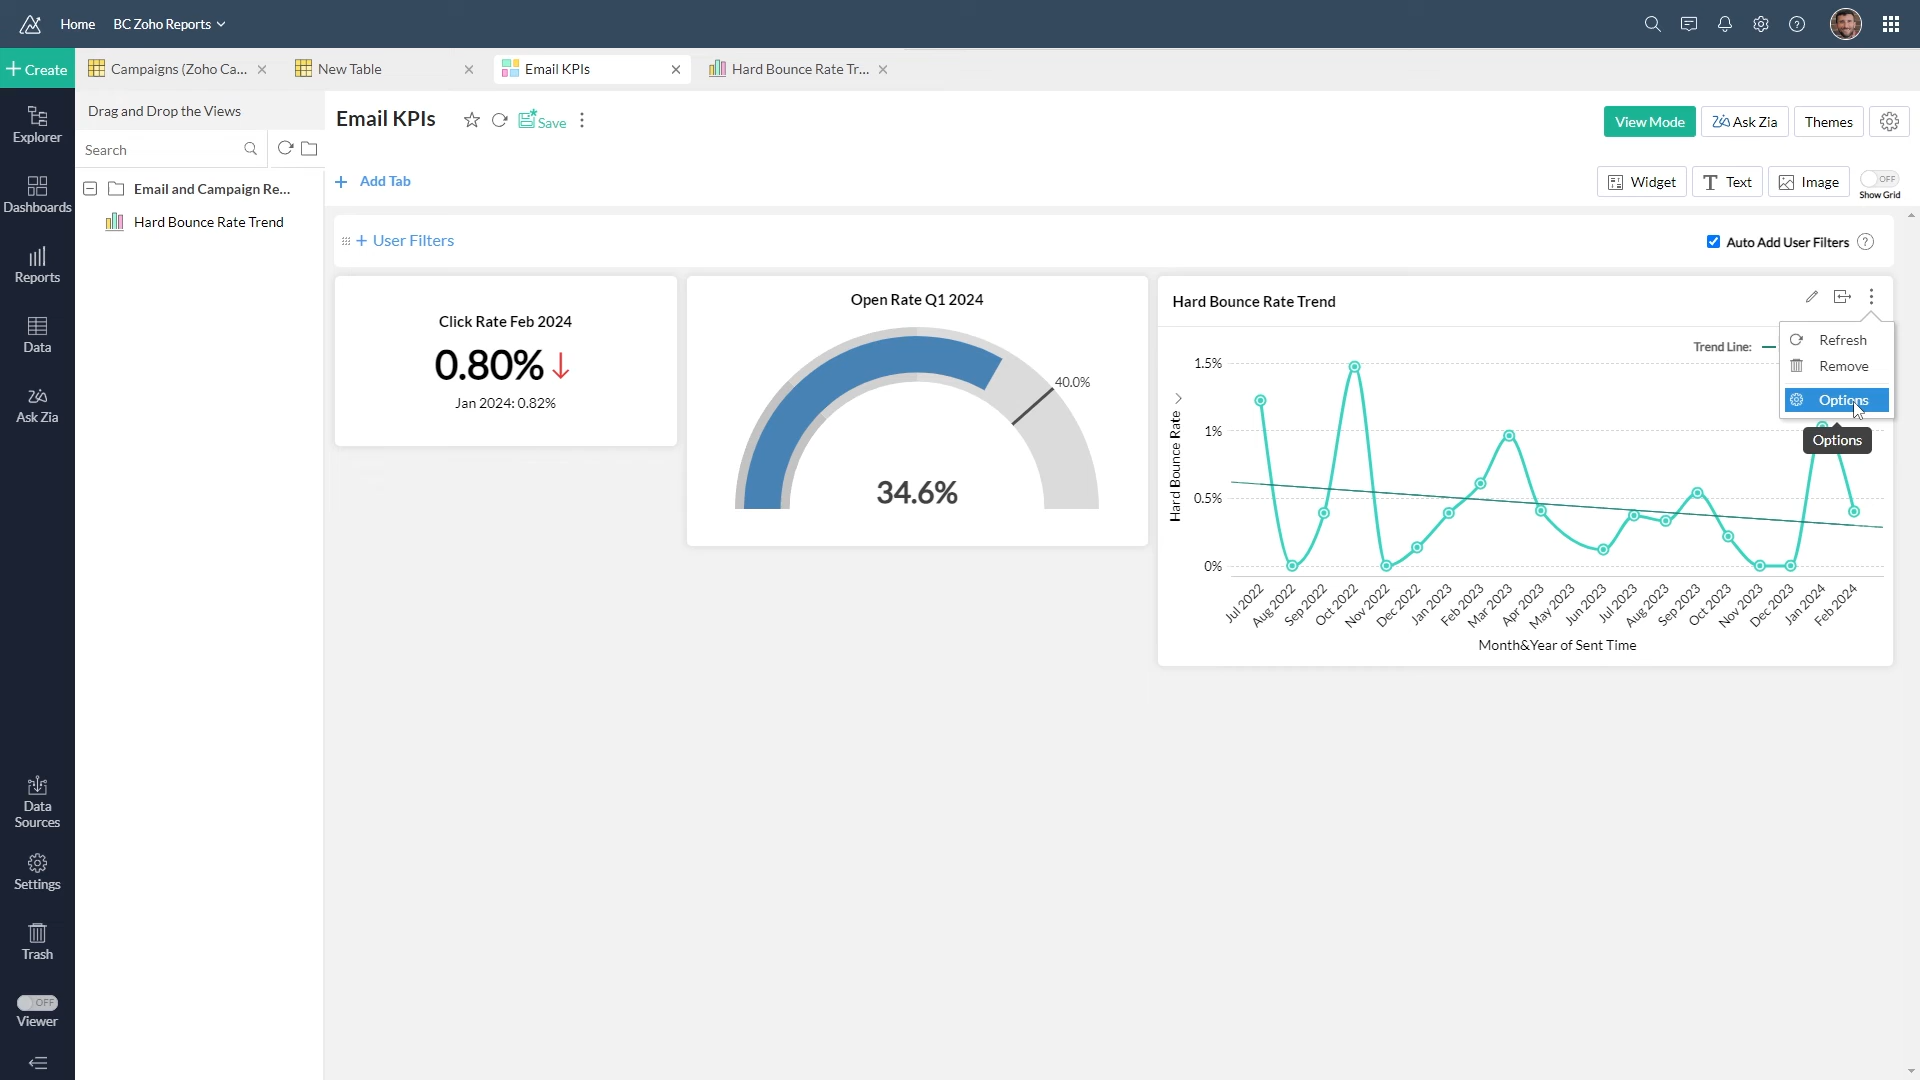 Home
BC Zoho Reports
Create
Campaigns (Zoho Ca...
New Table
Email KPIs
Hard Bounce Rate Tr...
Explorer
Dashboards
Reports
Data
Ask Zia
Data
Sources
Settings
Trash
OFF
Viewer
Drag and Drop the Views
Search
Email and Campaign Re...
Hard Bounce Rate Trend
Email KPIs
Save
View Mode
Ask Zia
Themes
+ Add Tab
Widget
Text
Image
OFF
Show Grid
+ User Filters
Auto Add User Filters
Click Rate Feb 2024
0.80%
Jan 2024: 0.82%
Open Rate Q1 2024
40.0%
34.6%
Hard Bounce Rate Trend
Refresh
Remove
Options
Options
Trend Line:
1.5%
1%
0.5%
0%
Hard Bounce Rate
Jul 2022
Aug 2022
Sep 2022
Oct 2022
Nov 2022
Dec 2022
Jan 2023
Feb 2023
Mar 2023
Apr 2023
May 2023
Jun 2023
Jul 2023
Aug 2023
Sep 2023
Oct 2023
Nov 2023
Dec 2023
Jan 2024
Feb 2024
Month&Year of Sent Time